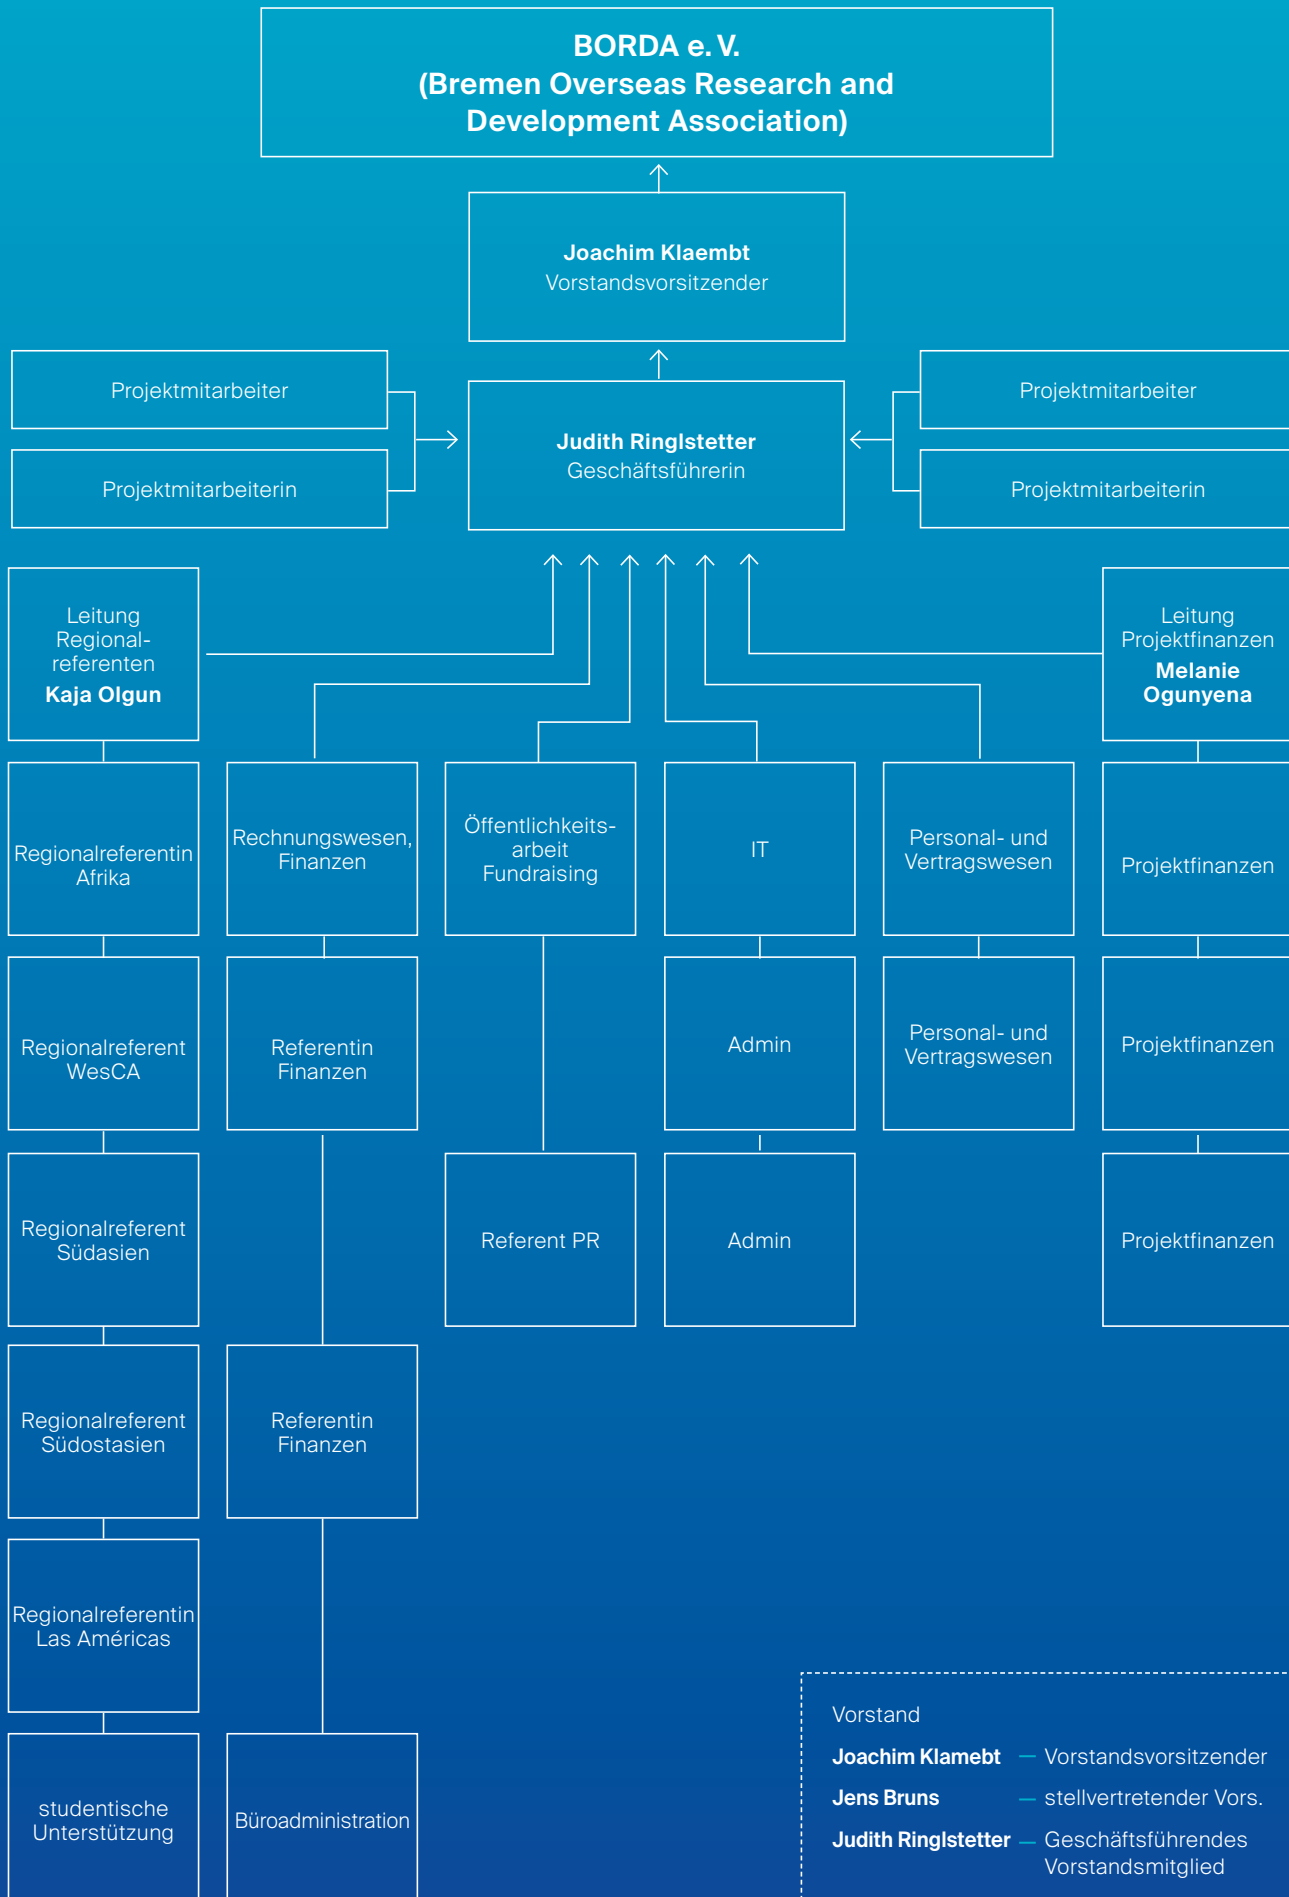 BORDA e. V.
(Bremen Overseas Research and
Development Association)
Joachim Klaembt
Vorstandsvorsitzender
Projektmitarbeiter
Projektmitarbeiterin
Judith Ringlstetter
Geschäftsführerin
Projektmitarbeiter
Projektmitarbeiterin
Leitung
Regional-
referenten
Kaja Olgun
Leitung
Projektfinanzen
Melanie
Ogunyena
Regionalreferentin
Afrika
Rechnungswesen,
Finanzen
Öffentlichkeits-
arbeit
Fundraising
IT
Personal- und
Vertragswesen
Projektfinanzen
Regionalreferent
WesCA
Referentin
Finanzen
Admin
Personal- und
Vertragswesen
Projektfinanzen
Regionalreferent
Südasien
Referent PR
Admin
Projektfinanzen
Regionalreferent
Südostasien
Referentin
Finanzen
Regionalreferentin
Las Américas
studentische
Unterstützung
Büroadministration
Vorstand
Joachim Klamebt — Vorstandsvorsitzender
Jens Bruns — stellvertretender Vors.
Judith Ringlstetter — Geschäftsführendes
Vorstandsmitglied